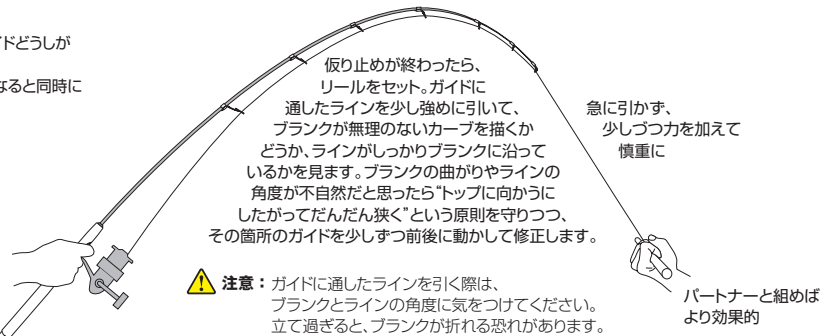 ドどうしが
なると同時に
仮り止めが終わったら、
リールをセット。ガイドに
通したラインを少し強めに引いて、
ブランクが無理のないカーブを描くか
どうか、ラインがしっかりブランクに沿って
いるかを見ます。ブランクの曲がりやラインの
角度が不自然だと思ったら“トップに向かうに
したがってだんだん狭く”という原則を守りつつ、
その箇所のガイドを少しずつ前後に動かして修正します。
急に引かず、
少しづつ力を加えて
慎重に
注意：ガイドに通したラインを引く際は、
ブランクとラインの角度に気をつけてください。
立て過ぎると、ブランクが折れる恐れがあります。
パートナーと組めば
より効果的